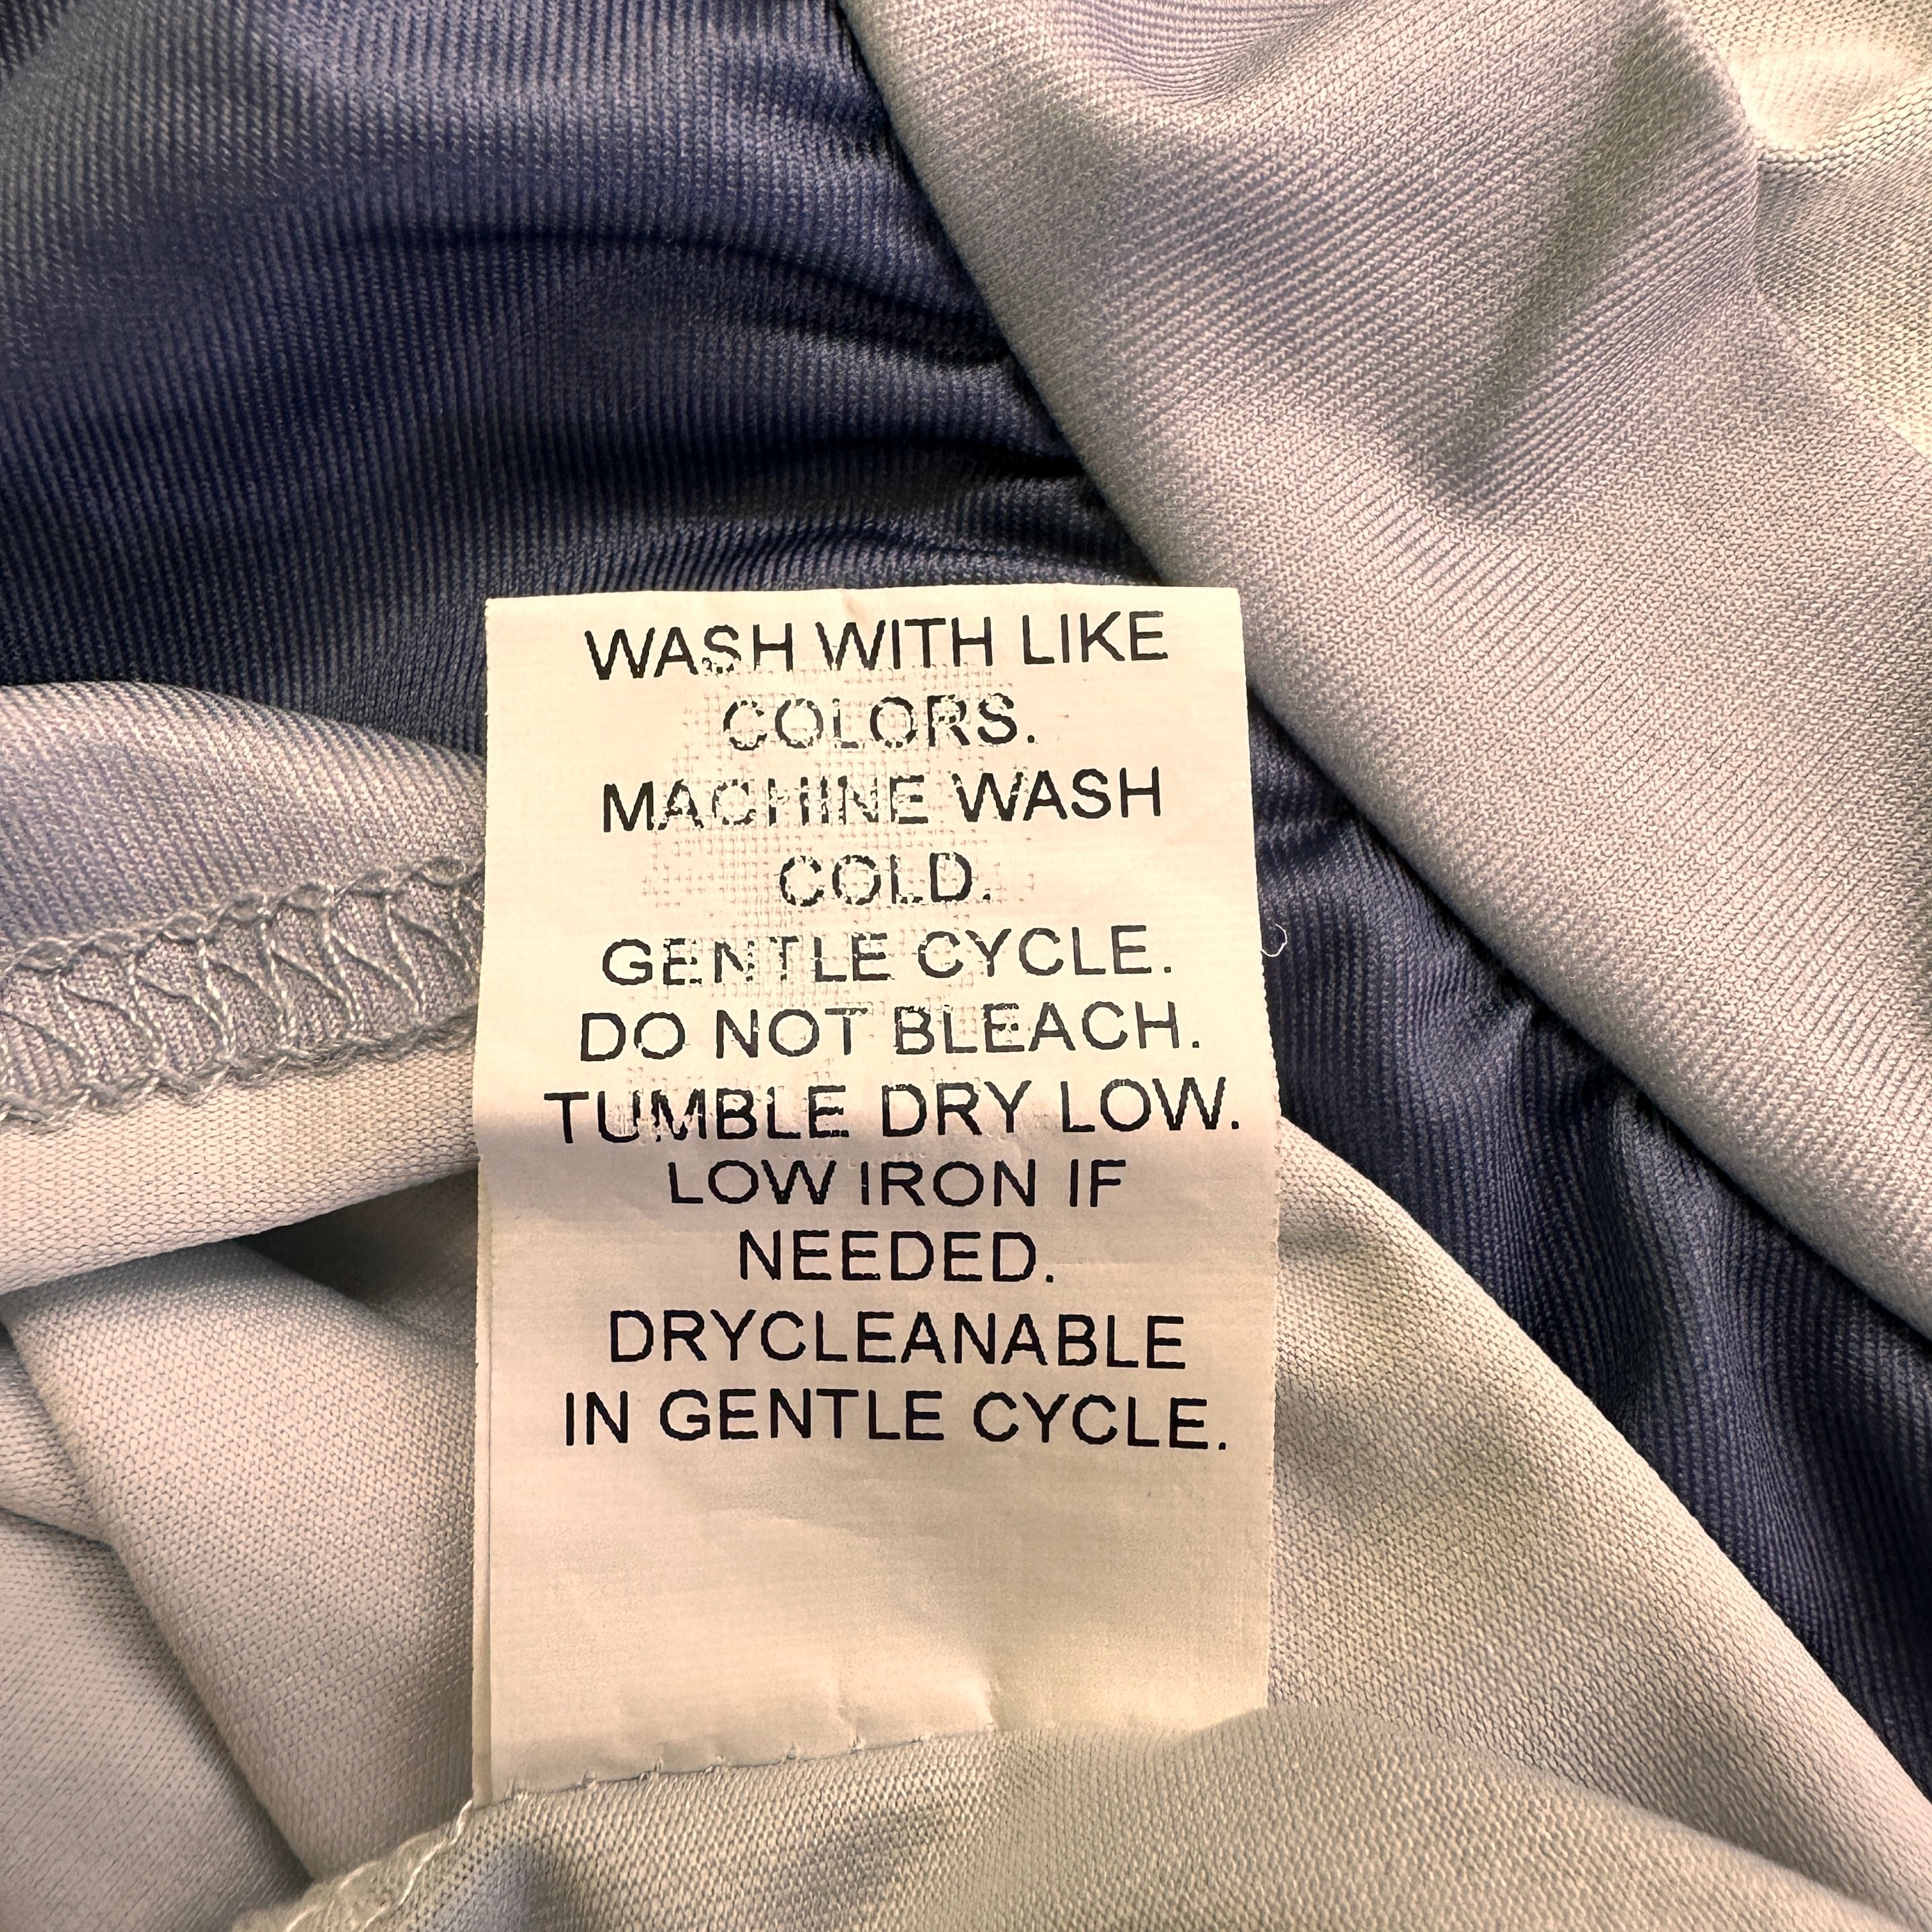 WASH WITH LIKE
COLORS.
MACHINE WASH
COLD.
GENTLE CYCLE.
DO NOT BLEACH.
TUMBLE DRY LOW.
LOW IRON IF
NEEDED.
DRYCLEANABLE
IN GENTLE CYCLE.